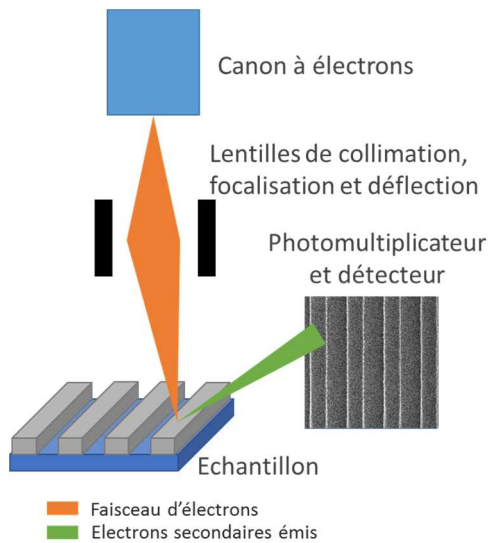 Canon à électrons
Lentilles de collimation,
focalisation et déflection
Photomultiplicateur
et détecteur
Echantillon
Faisceau d'électrons
Electrons secondaires émis